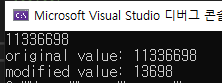 Microsoft Visual Studio 디버그 콘솔
11336698
original value: 11336698
modified value: 13698